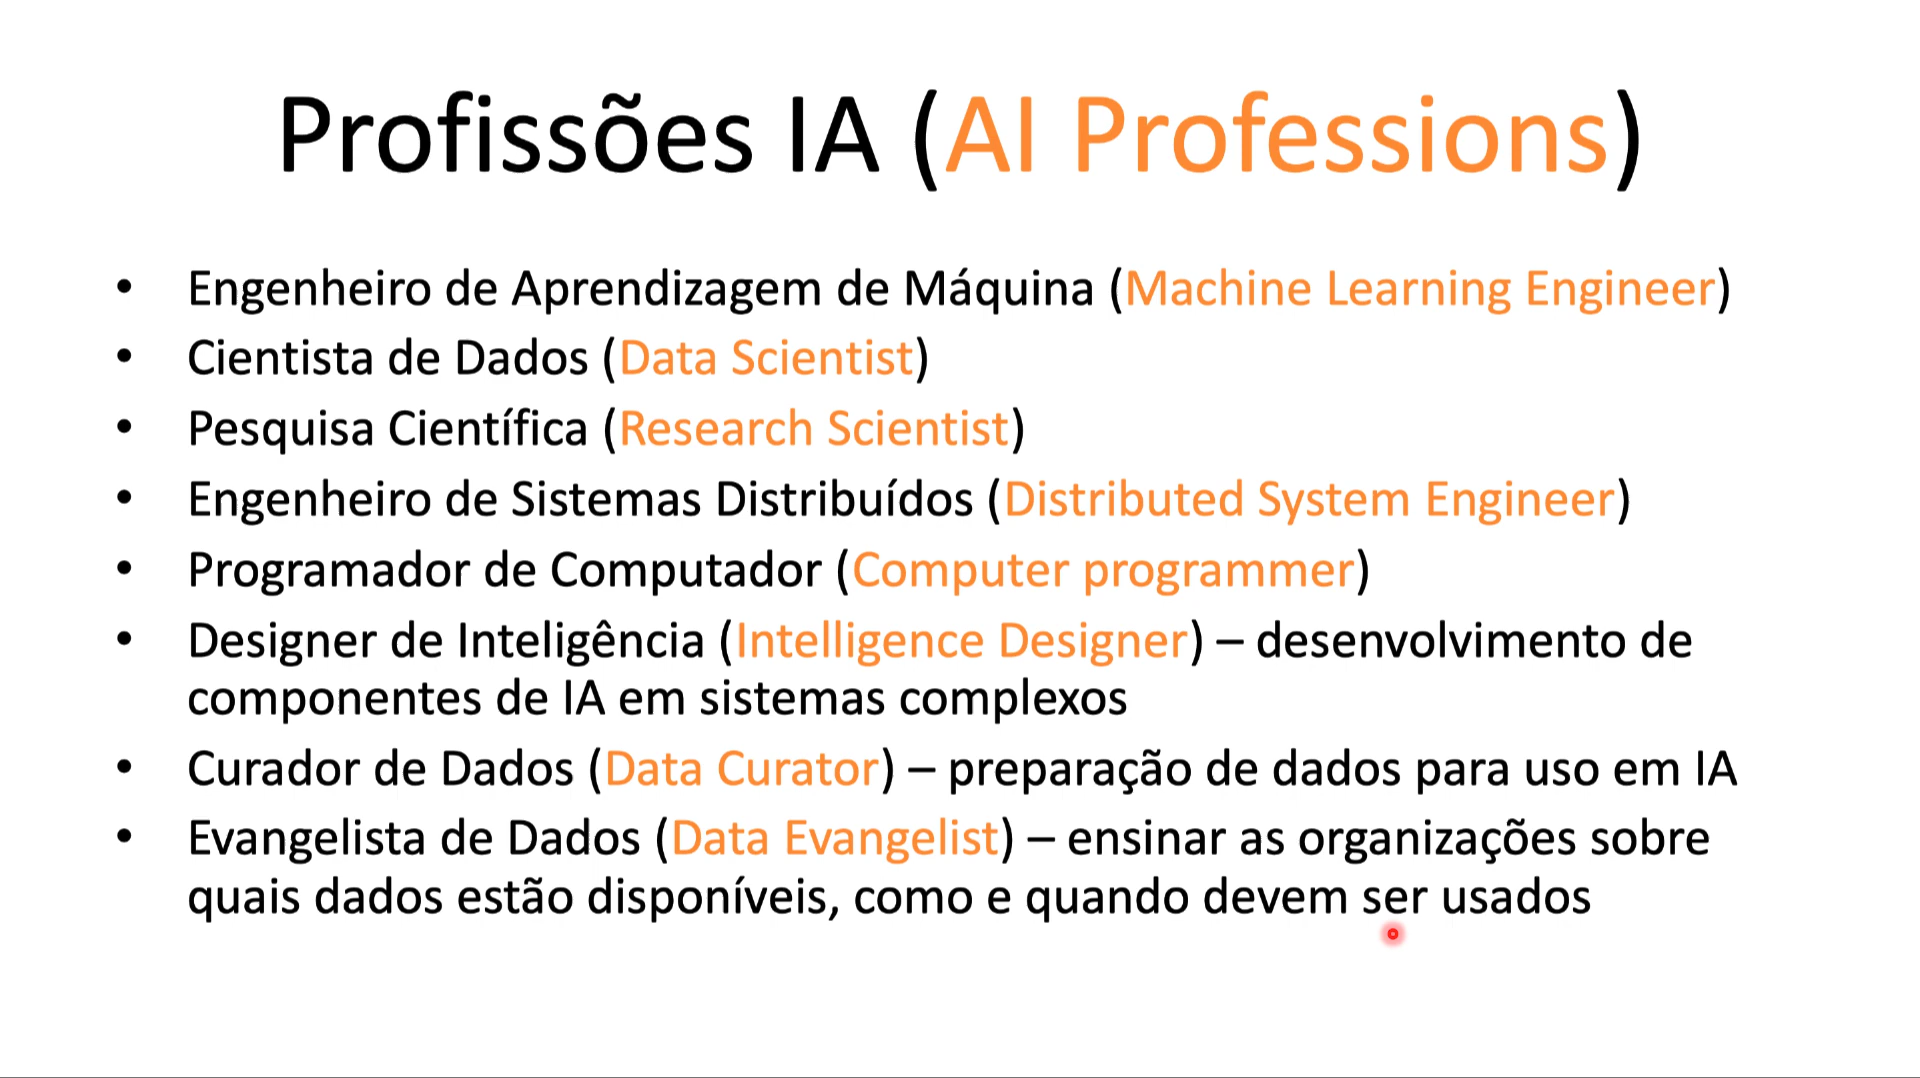 Profissões IA (AI Professions)
• Engenheiro de Aprendizagem de Máquina (Machine Learning Engineer)
• Cientista de Dados (Data Scientist)
• Pesquisa Científica (Research Scientist)
• Engenheiro de Sistemas Distribuídos (Distributed System Engineer)
• Programador de Computador (Computer programmer)
• Designer de Inteligência (Intelligence Designer) – desenvolvimento de
componentes de IA em sistemas complexos
• Curador de Dados (Data Curator) – preparação de dados para uso em IA
• Evangelista de Dados (Data Evangelist) – ensinar as organizações sobre
quais dados estão disponíveis, como e quando devem ser usados